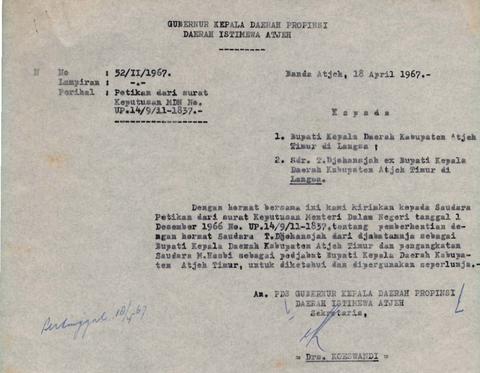 GUBERNUR KEPALA DAERAH PROPINSI
DAERAH ISTIMEWA ATJEH
N No : 52/II/1967.
Lampiran : -.-
Perihal : Petikan dari surat
Keputusan MDN No.
UP.14/9/11-1837.-
Banda Atjeh, 18 April 1967.-
K e p a d a
1. Bupati Kepala Daerah Kabupaten Atjeh
Timur di Langsa ;
2. Sdr. T.Djohansjah ex Bupati Kepala
Daerah Kabupaten Atjeh Timur di
Langsa.
Dengan hormat bersama ini kami kirimkan kepada Saudara
Petikan dari surat Keputusan Menteri Dalam Negeri tanggal 1
Desember 1966 No. UP.14/9/11-1837.tentang pemberhentian de-
ngan hormat Saudara T.Djohansjah dari djabatannja sebagai
Bupati Kepala Daerah Kabupaten Atjeh Timur dan pengangkatan
Saudara M.Hasbi sebagai pedjabat Bupati Kepala Daerah Kabupa-
ten Atjeh Timur, untuk diketahui dan dipergunakan seperlunja.-
An. PDS GUBERNUR KEPALA DAERAH PROPINSI
DAERAH ISTIMEWA ATJEH
Sekretaris,
= Drs. KOESWANDI =